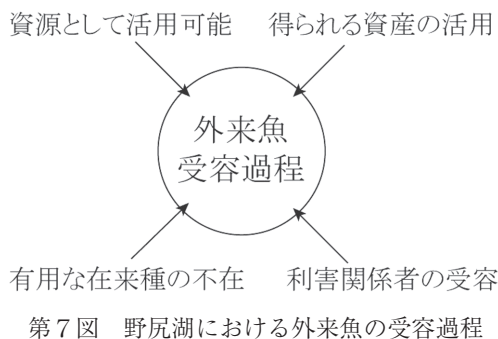 資源として活用可能
得られる資産の活用
外来魚
受容過程
有用な在来種の不在
利害関係者の受容
第7図 野尻湖における外来魚の受容過程